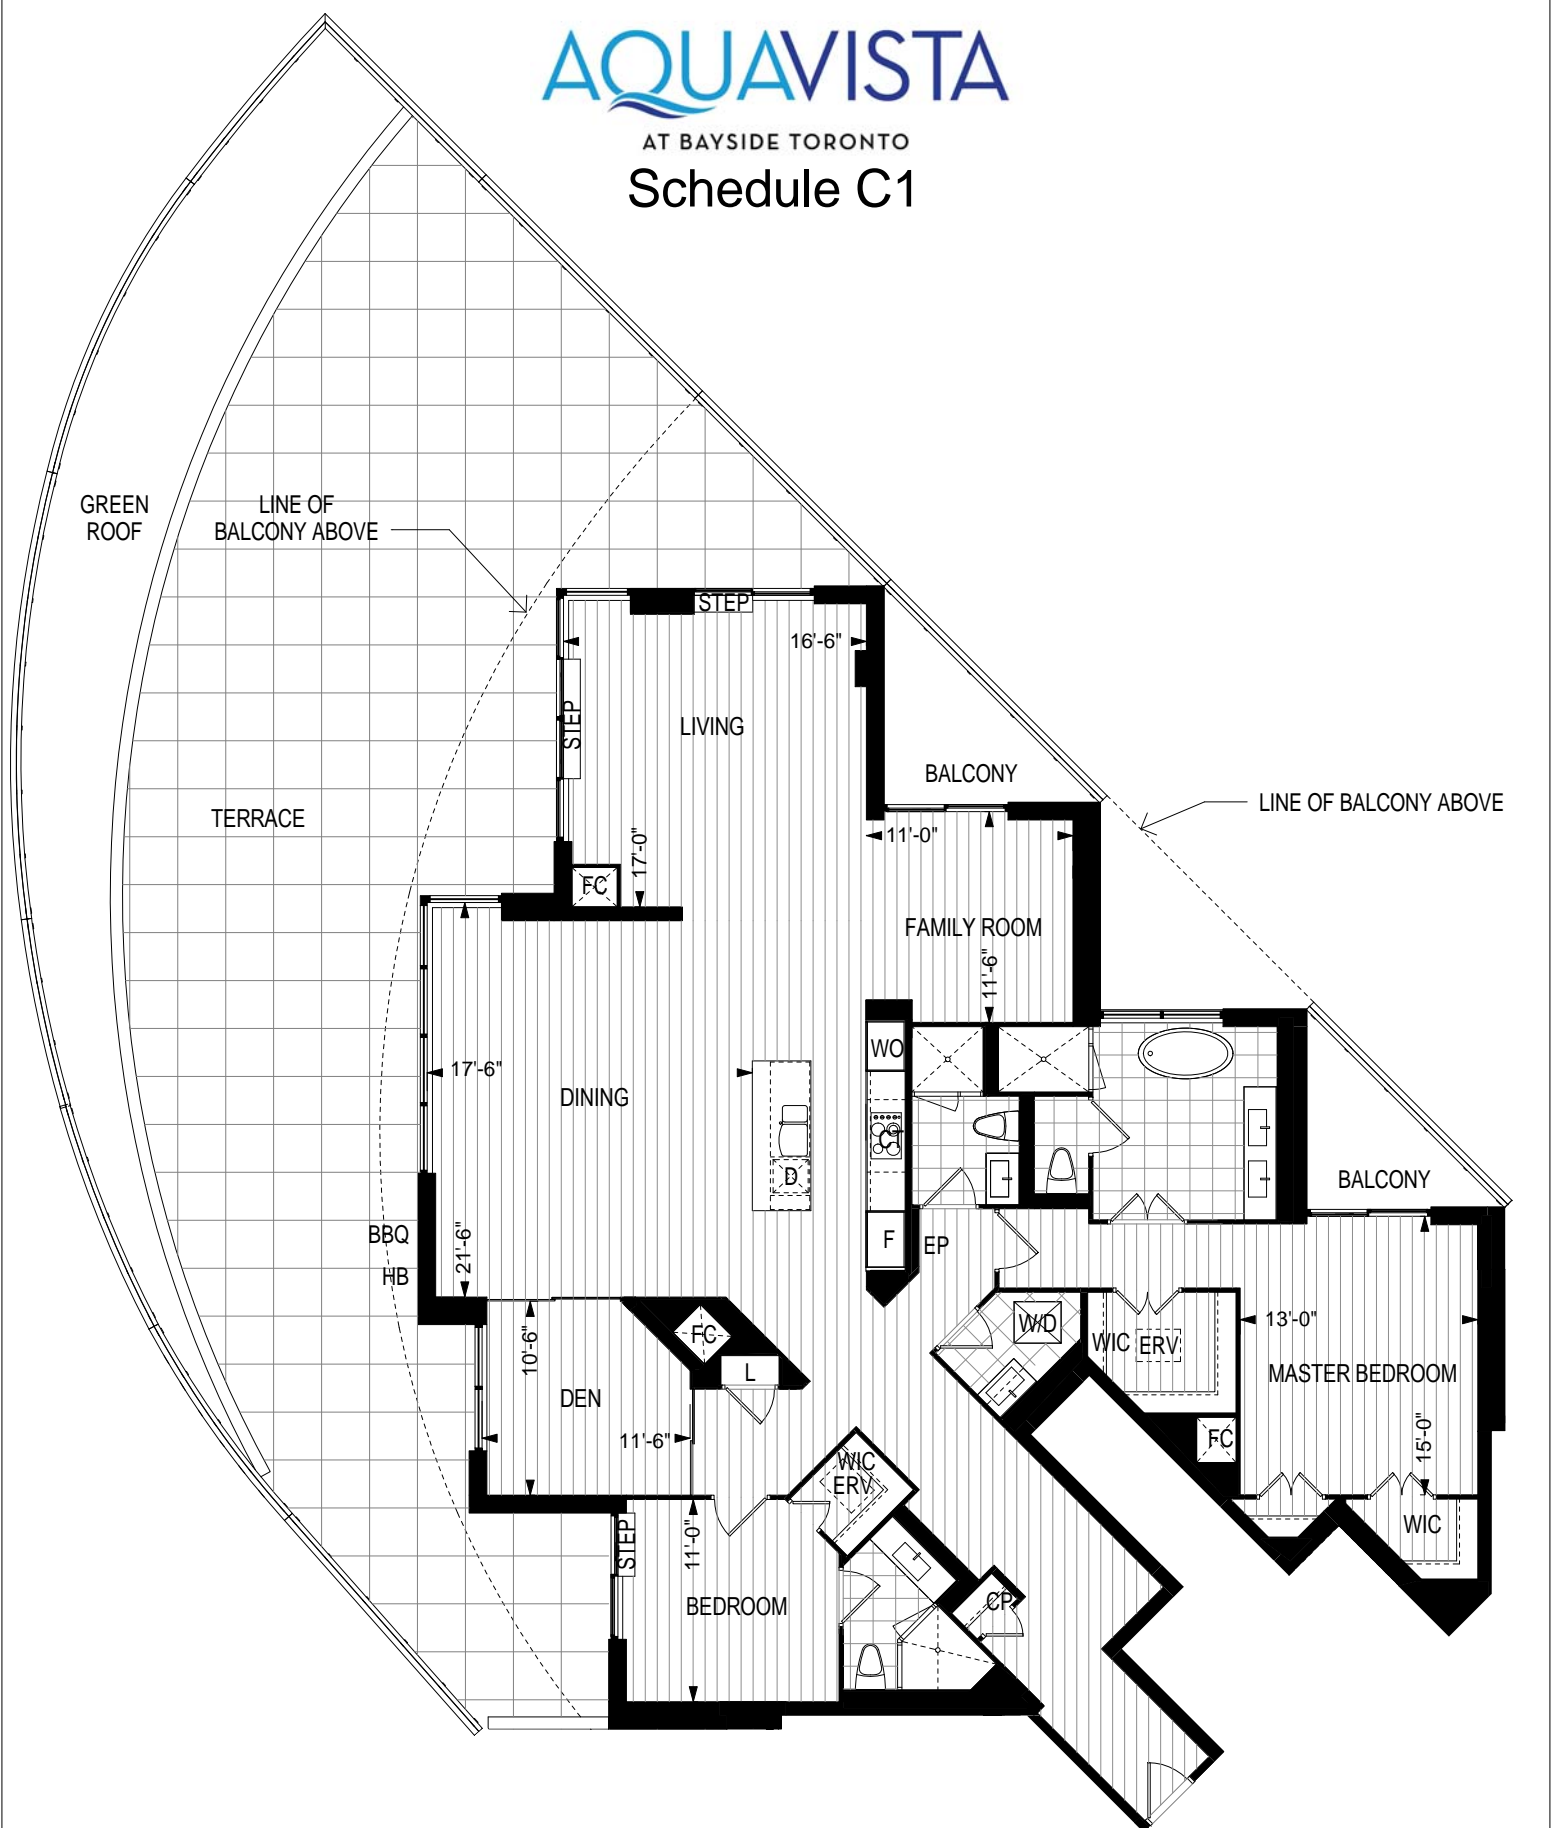 AQUAVISTA
AT BAYSIDE TORONTO
Schedule C1
GREEN
ROOF
LINE OF
BALCONY ABOVE
STEP
16'-6"
STEP
LIVING
BALCONY
LINE OF BALCONY ABOVE
TERRACE
17'-0"
11'-0"
FC
FAMILY ROOM
11'-6"
WO
17'-6"
DINING
CT
D
BALCONY
BBQ
HB
21'-6"
F
EP
10'-6"
FC
W/D
WIC
ERV
13'-0"
L
MASTER BEDROOM
DEN
11'-6"
FC
15'-0"
WIC
ERV
STEP
11'-0"
WIC
BEDROOM
CP